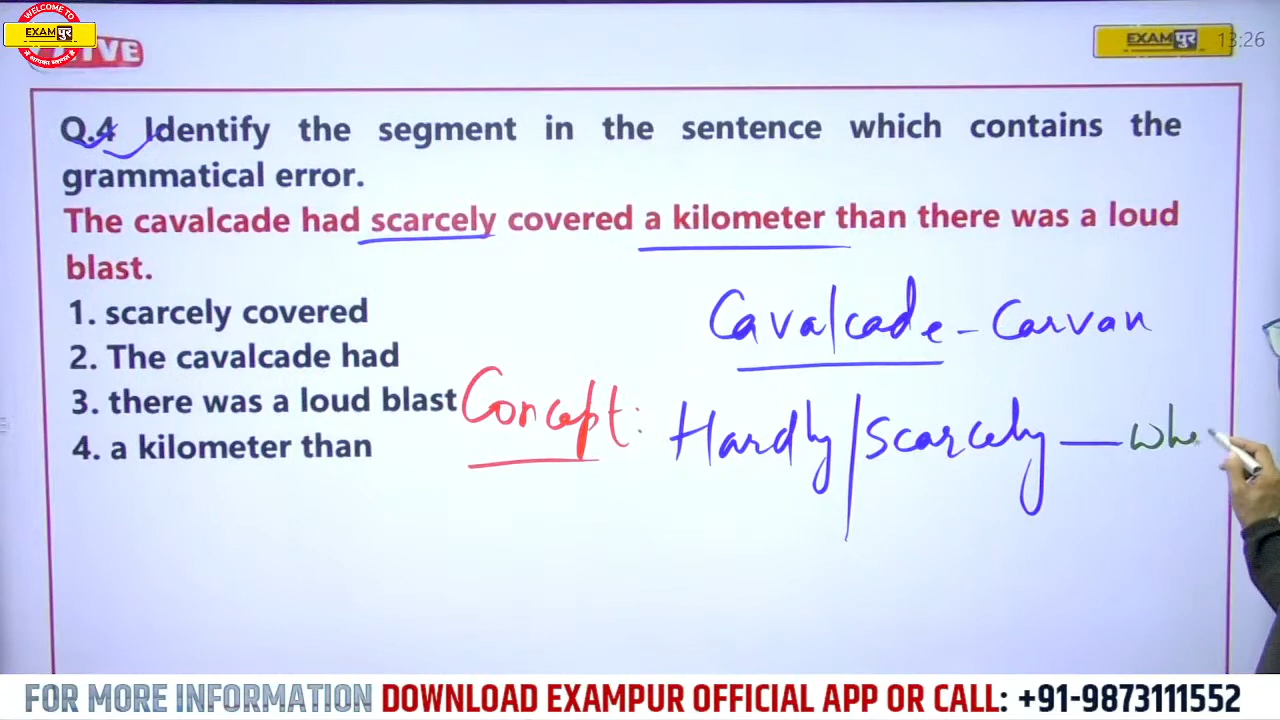 WELCOME TO
EXAMपुर
LIVE
EXAMपुर
13:26
Q.4 Identify the segment in the sentence which contains the
grammatical error.
The cavalcade had scarcely covered a kilometer than there was a loud
blast.
1. scarcely covered
2. The cavalcade had
3. there was a loud blast
4. a kilometer than
Cavalcade - Carvan
Concept: Hardly/Scarcely — whe
FOR MORE INFORMATION DOWNLOAD EXAMPUR OFFICIAL APP OR CALL: +91-9873111552